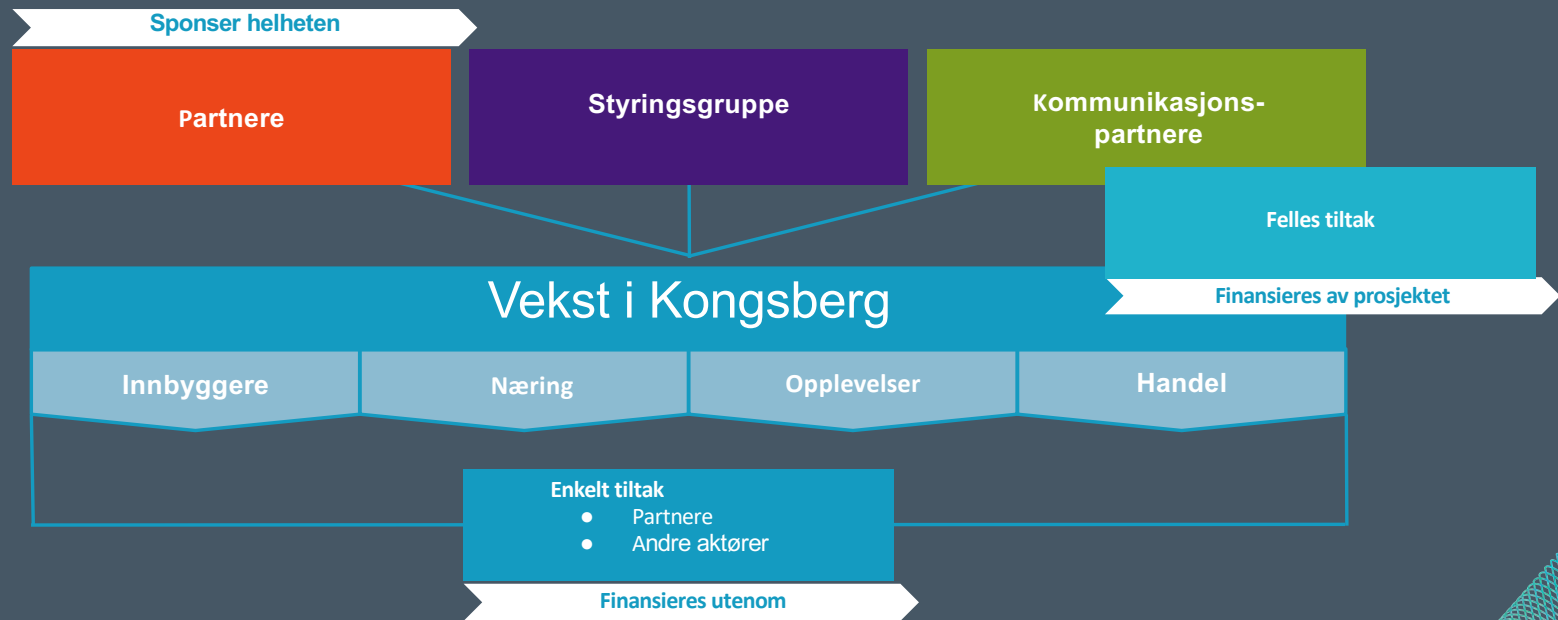 Sponser helheten
Partnere
Styringsgruppe
Kommunikasjons-
partnere
Felles tiltak
Finansieres av prosjektet
Vekst i Kongsberg
Innbyggere
Næring
Opplevelser
Handel
Enkelt tiltak
● Partnere
● Andre aktører
Finansieres utenom